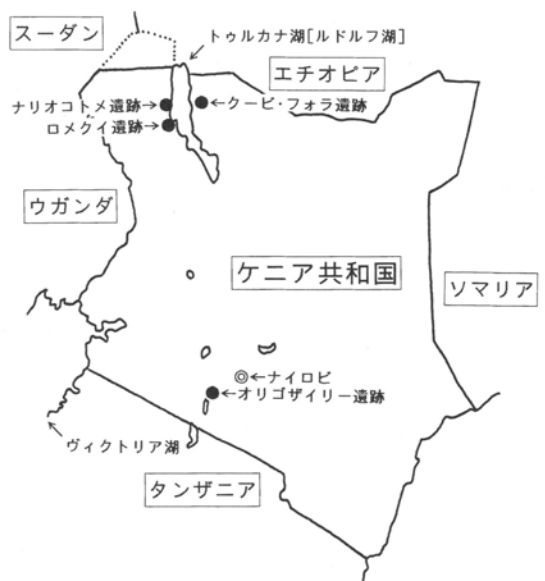 スーダン
トゥルカナ湖[ルドルフ湖]
エチオピア
ナリオコトメ遺跡→
←クービ・フォラ遺跡
ロメクイ遺跡→
ウガンダ
ケニア共和国
ソマリア
←ナイロビ
←オリゴザイリー遺跡
ヴィクトリア湖
タンザニア